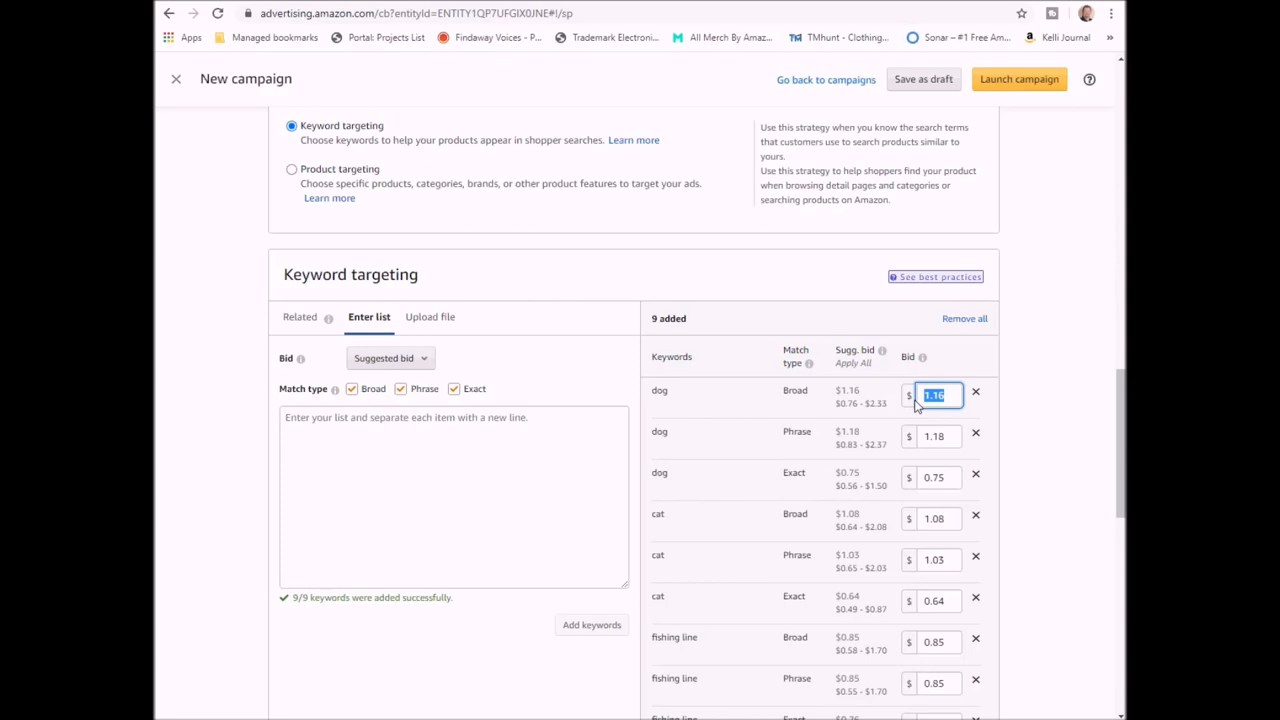 advertising.amazon.com/cb?entityId=ENTITY1QP7UFGIX0JNE#!/sp
Apps
Managed bookmarks
Portal: Projects List
Findaway Voices - P...
Trademark Electroni...
All Merch By Amaz...
TMhunt - Clothing...
Sonar – #1 Free Am...
Kelli Journal
»
New campaign
Go back to campaigns
Save as draft
Launch campaign
Keyword targeting
Choose keywords to help your products appear in shopper searches. Learn more
Product targeting
Choose specific products, categories, brands, or other product features to target your ads.
Learn more
Use this strategy when you know the search terms
that customers use to search products similar to
yours.
Use this strategy to help shoppers find your product
when browsing detail pages and categories or
searching products on Amazon.
Keyword targeting
See best practices
Related
Enter list
Upload file
Bid
Suggested bid
Match type
Broad
Phrase
Exact
Enter your list and separate each item with a new line.
9/9 keywords were added successfully.
Add keywords
9 added
Remove all
Keywords
Match
type
Sugg. bid
Apply All
Bid
dog Broad $1.16 $ 1.16
$0.76 - $2.33
dog Phrase $1.18 $ 1.18
$0.83 - $2.37
dog Exact $0.75 $ 0.75
$0.56 - $1.50
cat Broad $1.08 $ 1.08
$0.64 - $2.08
cat Phrase $1.03 $ 1.03
$0.65 - $2.03
cat Exact $0.64 $ 0.64
$0.49 - $0.87
fishing line Broad $0.85 $ 0.85
$0.58 - $1.70
fishing line Phrase $0.85 $ 0.85
$0.55 - $1.70